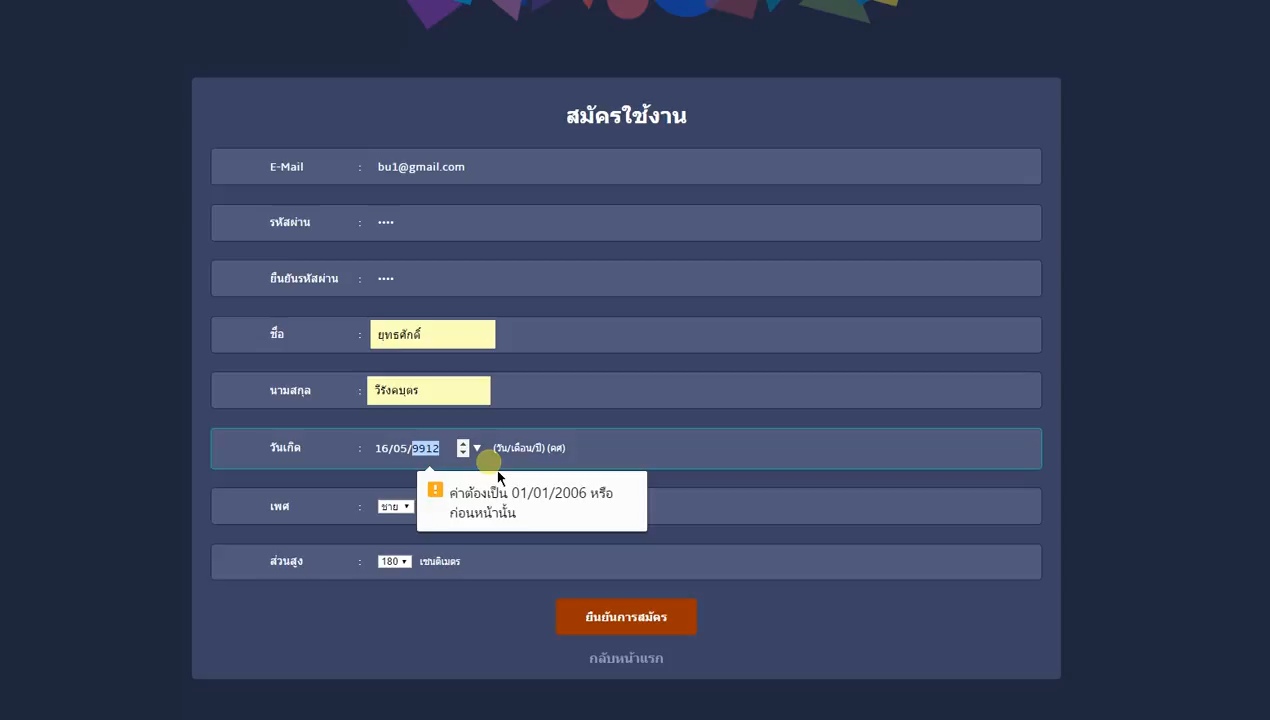 สมัครใช้งาน
E-Mail : bu1@gmail.com
รหัสผ่าน : ••••
ยืนยันรหัสผ่าน : ••••
ชื่อ : ยุทธศักดิ์
นามสกุล : วีรังคบุตร
วันเกิด : 16/05/9912 (วัน/เดือน/ปี) (คศ)
ค่าต้องเป็น 01/01/2006 หรือ
ก่อนหน้านั้น
เพศ : ชาย
ส่วนสูง : 180 เซนติเมตร
ยืนยันการสมัคร
กลับหน้าแรก